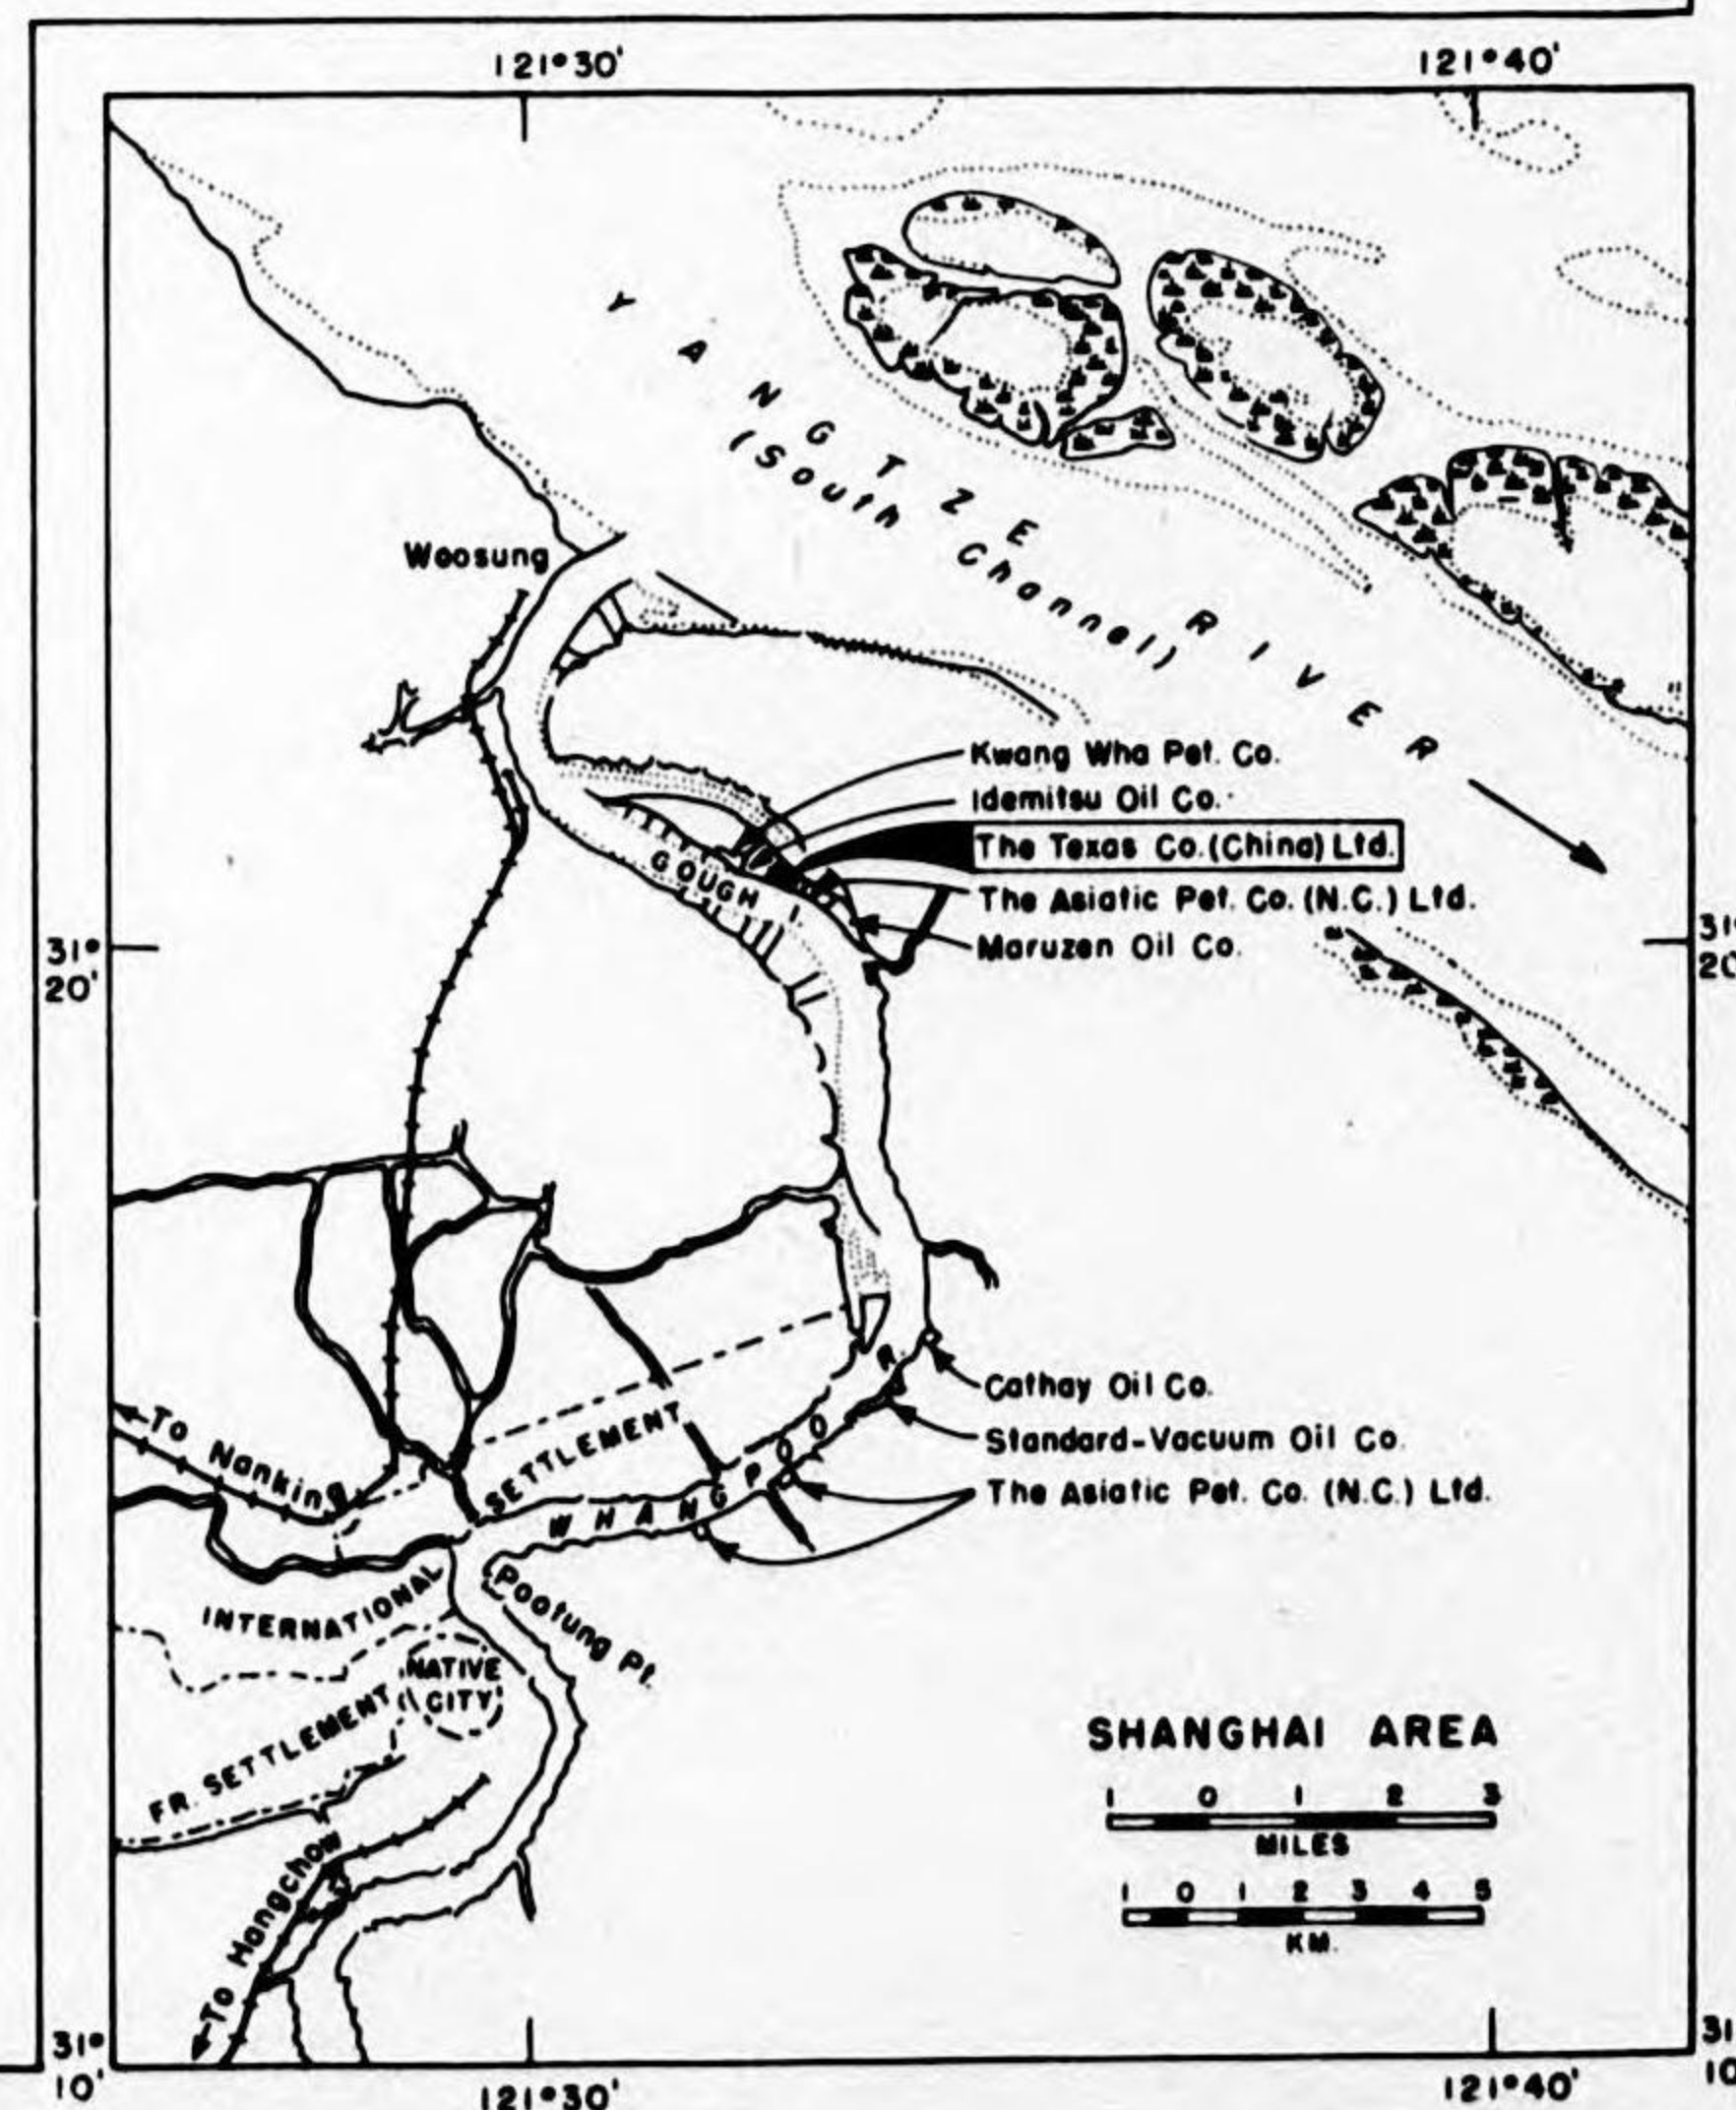 121°30'
121°40'
YANGTZE RIVER
(South Channel)
Woosung
Kwang Wha Pet. Co.
Idemitsu Oil Co.
The Texas Co. (China) Ltd.
GOUGH I.
The Asiatic Pet. Co. (N.C.) Ltd.
Maruzen Oil Co.
31°
20'
31°
20'
Cathay Oil Co.
Standard-Vacuum Oil Co.
The Asiatic Pet. Co. (N.C.) Ltd.
WHANGPOO R.
To Nanking
INTERNATIONAL SETTLEMENT
Pootung Pt.
NATIVE
CITY
FR. SETTLEMENT
To Hangchow
SHANGHAI AREA
1 0 1 2 3
MILES
1 0 1 2 3 4 5
KM.
31°
10'
31
10
121°30'
121°40'